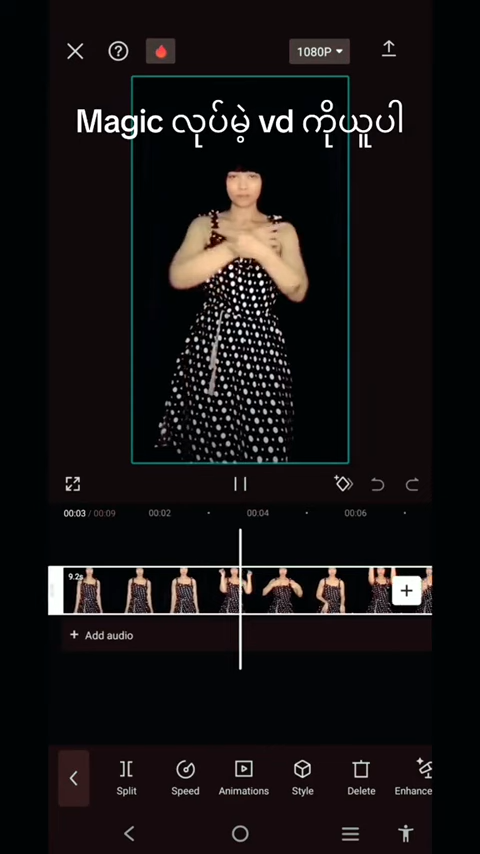 1080P
Magic လုပ်မဲ့ vd ကိုယူပါ
00:03 / 00:09 00:02 00:04 00:06
9.2s
+ Add audio
Split Speed Animations Style Delete Enhance